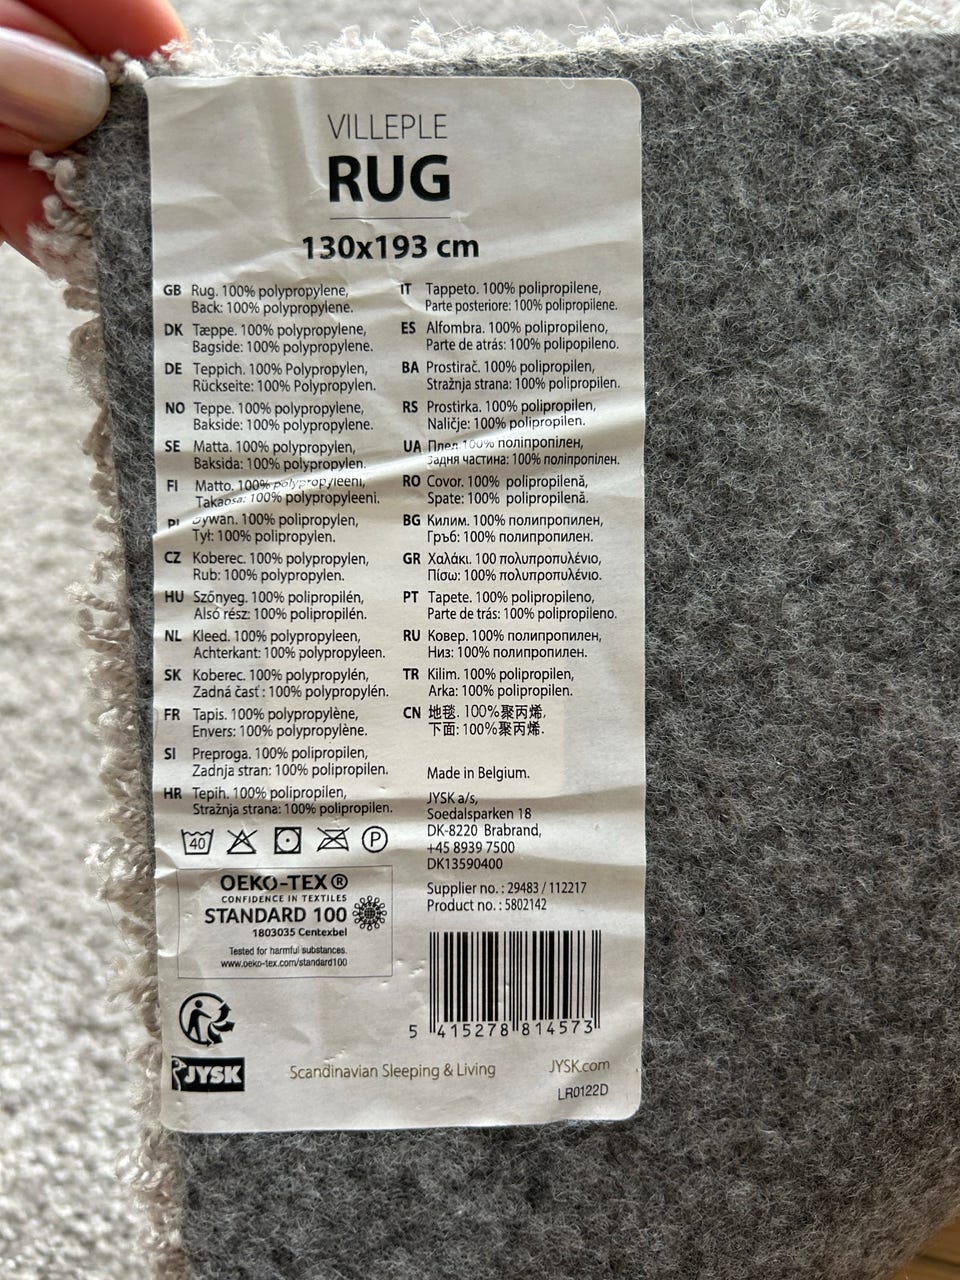 VILLEPLE
RUG
130x193 cm
GB Rug. 100% polypropylene,
Back: 100% polypropylene.
DK Tæppe. 100% polypropylene,
Bagside: 100% polypropylene.
DE Teppich. 100% Polypropylen,
Rückseite: 100% Polypropylen.
NO Teppe. 100% polypropylene,
Bakside: 100% polypropylene.
SE Matta. 100% polypropylen,
Baksida: 100% polypropylen.
FI Matto. 100% polypropyleeni,
Takaosa: 100% polypropyleeni.
PL Dywan. 100% polipropylen,
Tył: 100% polipropylen.
CZ Koberec. 100% polypropylen,
Rub: 100% polypropylen.
HU Szőnyeg. 100% polipropilén,
Alsó rész: 100% polipropilén.
NL Kleed. 100% polypropyleen,
Achterkant: 100% polypropyleen.
SK Koberec. 100% polypropylén,
Zadná časť : 100% polypropylén.
FR Tapis. 100% polypropylène,
Envers: 100% polypropylène.
SI Preproga. 100% polipropilen,
Zadnja stran: 100% polipropilen.
HR Tepih. 100% polipropilen,
Stražnja strana: 100% polipropilen.
IT Tappeto. 100% polipropilene,
Parte posteriore: 100% polipropilene.
ES Alfombra. 100% polipropileno,
Parte de atrás: 100% polipopileno.
BA Prostirač. 100% polipropilen,
Stražnja strana: 100% polipropilen.
RS Prostirka. 100% polipropilen,
Naličje: 100% polipropilen.
UA Плед. 100% поліпропілен,
Задня частина: 100% поліпропілен.
RO Covor. 100% polipropilenă,
Spate: 100% polipropilenă.
BG Килим. 100% полипропилен,
Гръб: 100% полипропилен.
GR Χαλάκι. 100 πολυπροπυλένιο,
Πίσω: 100% πολυπροπυλένιο.
PT Tapete. 100% polipropileno,
Parte de trás: 100% polipropileno.
RU Ковер. 100% полипропилен,
Низ: 100% полипропилен.
TR Kilim. 100% polipropilen,
Arka: 100% polipropilen.
CN 地毯. 100%聚丙烯,
下面: 100%聚丙烯.
Made in Belgium.
JYSK a/s,
Soedalsparken 18
DK-8220 Brabrand,
+45 8939 7500
DK13590400
Supplier no. : 29483 / 112217
Product no. : 5802142
40 P
OEKO-TEX®
CONFIDENCE IN TEXTILES
STANDARD 100
1803035 Centexbel
Tested for harmful substances.
www.oeko-tex.com/standard100
5 415278 814573
JYSK
Scandinavian Sleeping & Living
JYSK.com
LR0122D